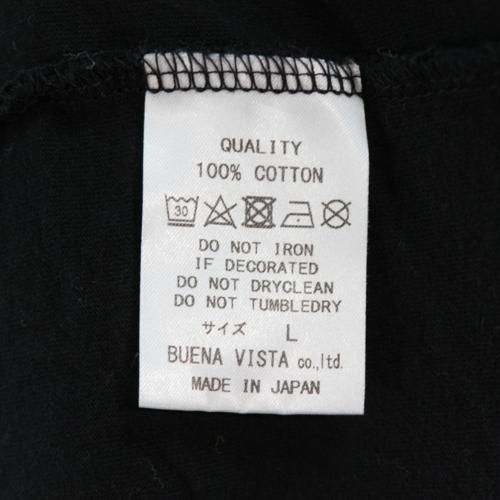 QUALITY
100% COTTON
30
DO NOT IRON
IF DECORATED
DO NOT DRYCLEAN
DO NOT TUMBLEDRY
サイズ L
BUENA VISTA co.,ltd.
MADE IN JAPAN